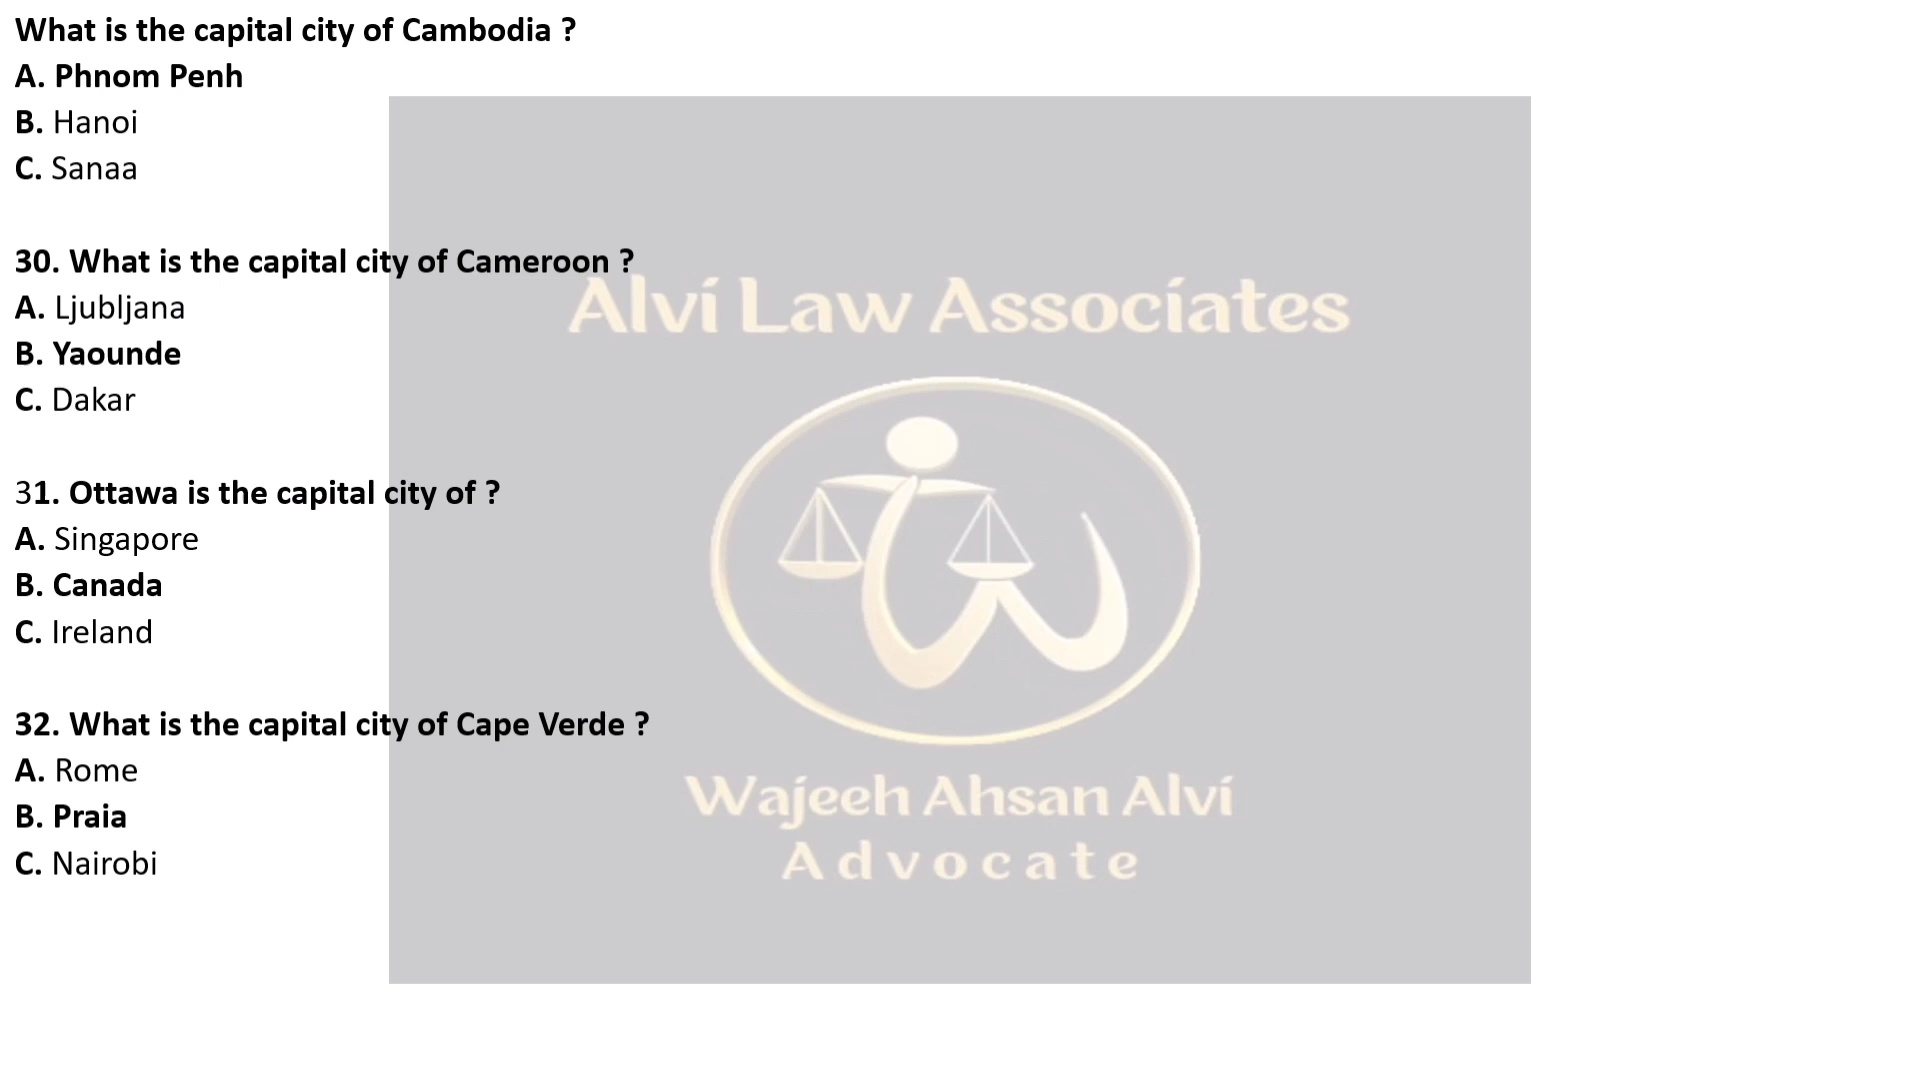 What is the capital city of Cambodia ?
A. Phnom Penh
B. Hanoi
C. Sanaa
30. What is the capital city of Cameroon ?
A. Ljubljana
B. Yaounde
C. Dakar
31. Ottawa is the capital city of ?
A. Singapore
B. Canada
C. Ireland
32. What is the capital city of Cape Verde ?
A. Rome
B. Praia
C. Nairobi
Alvi Law Associates
Wajeeh Ahsan Alvi
Advocate